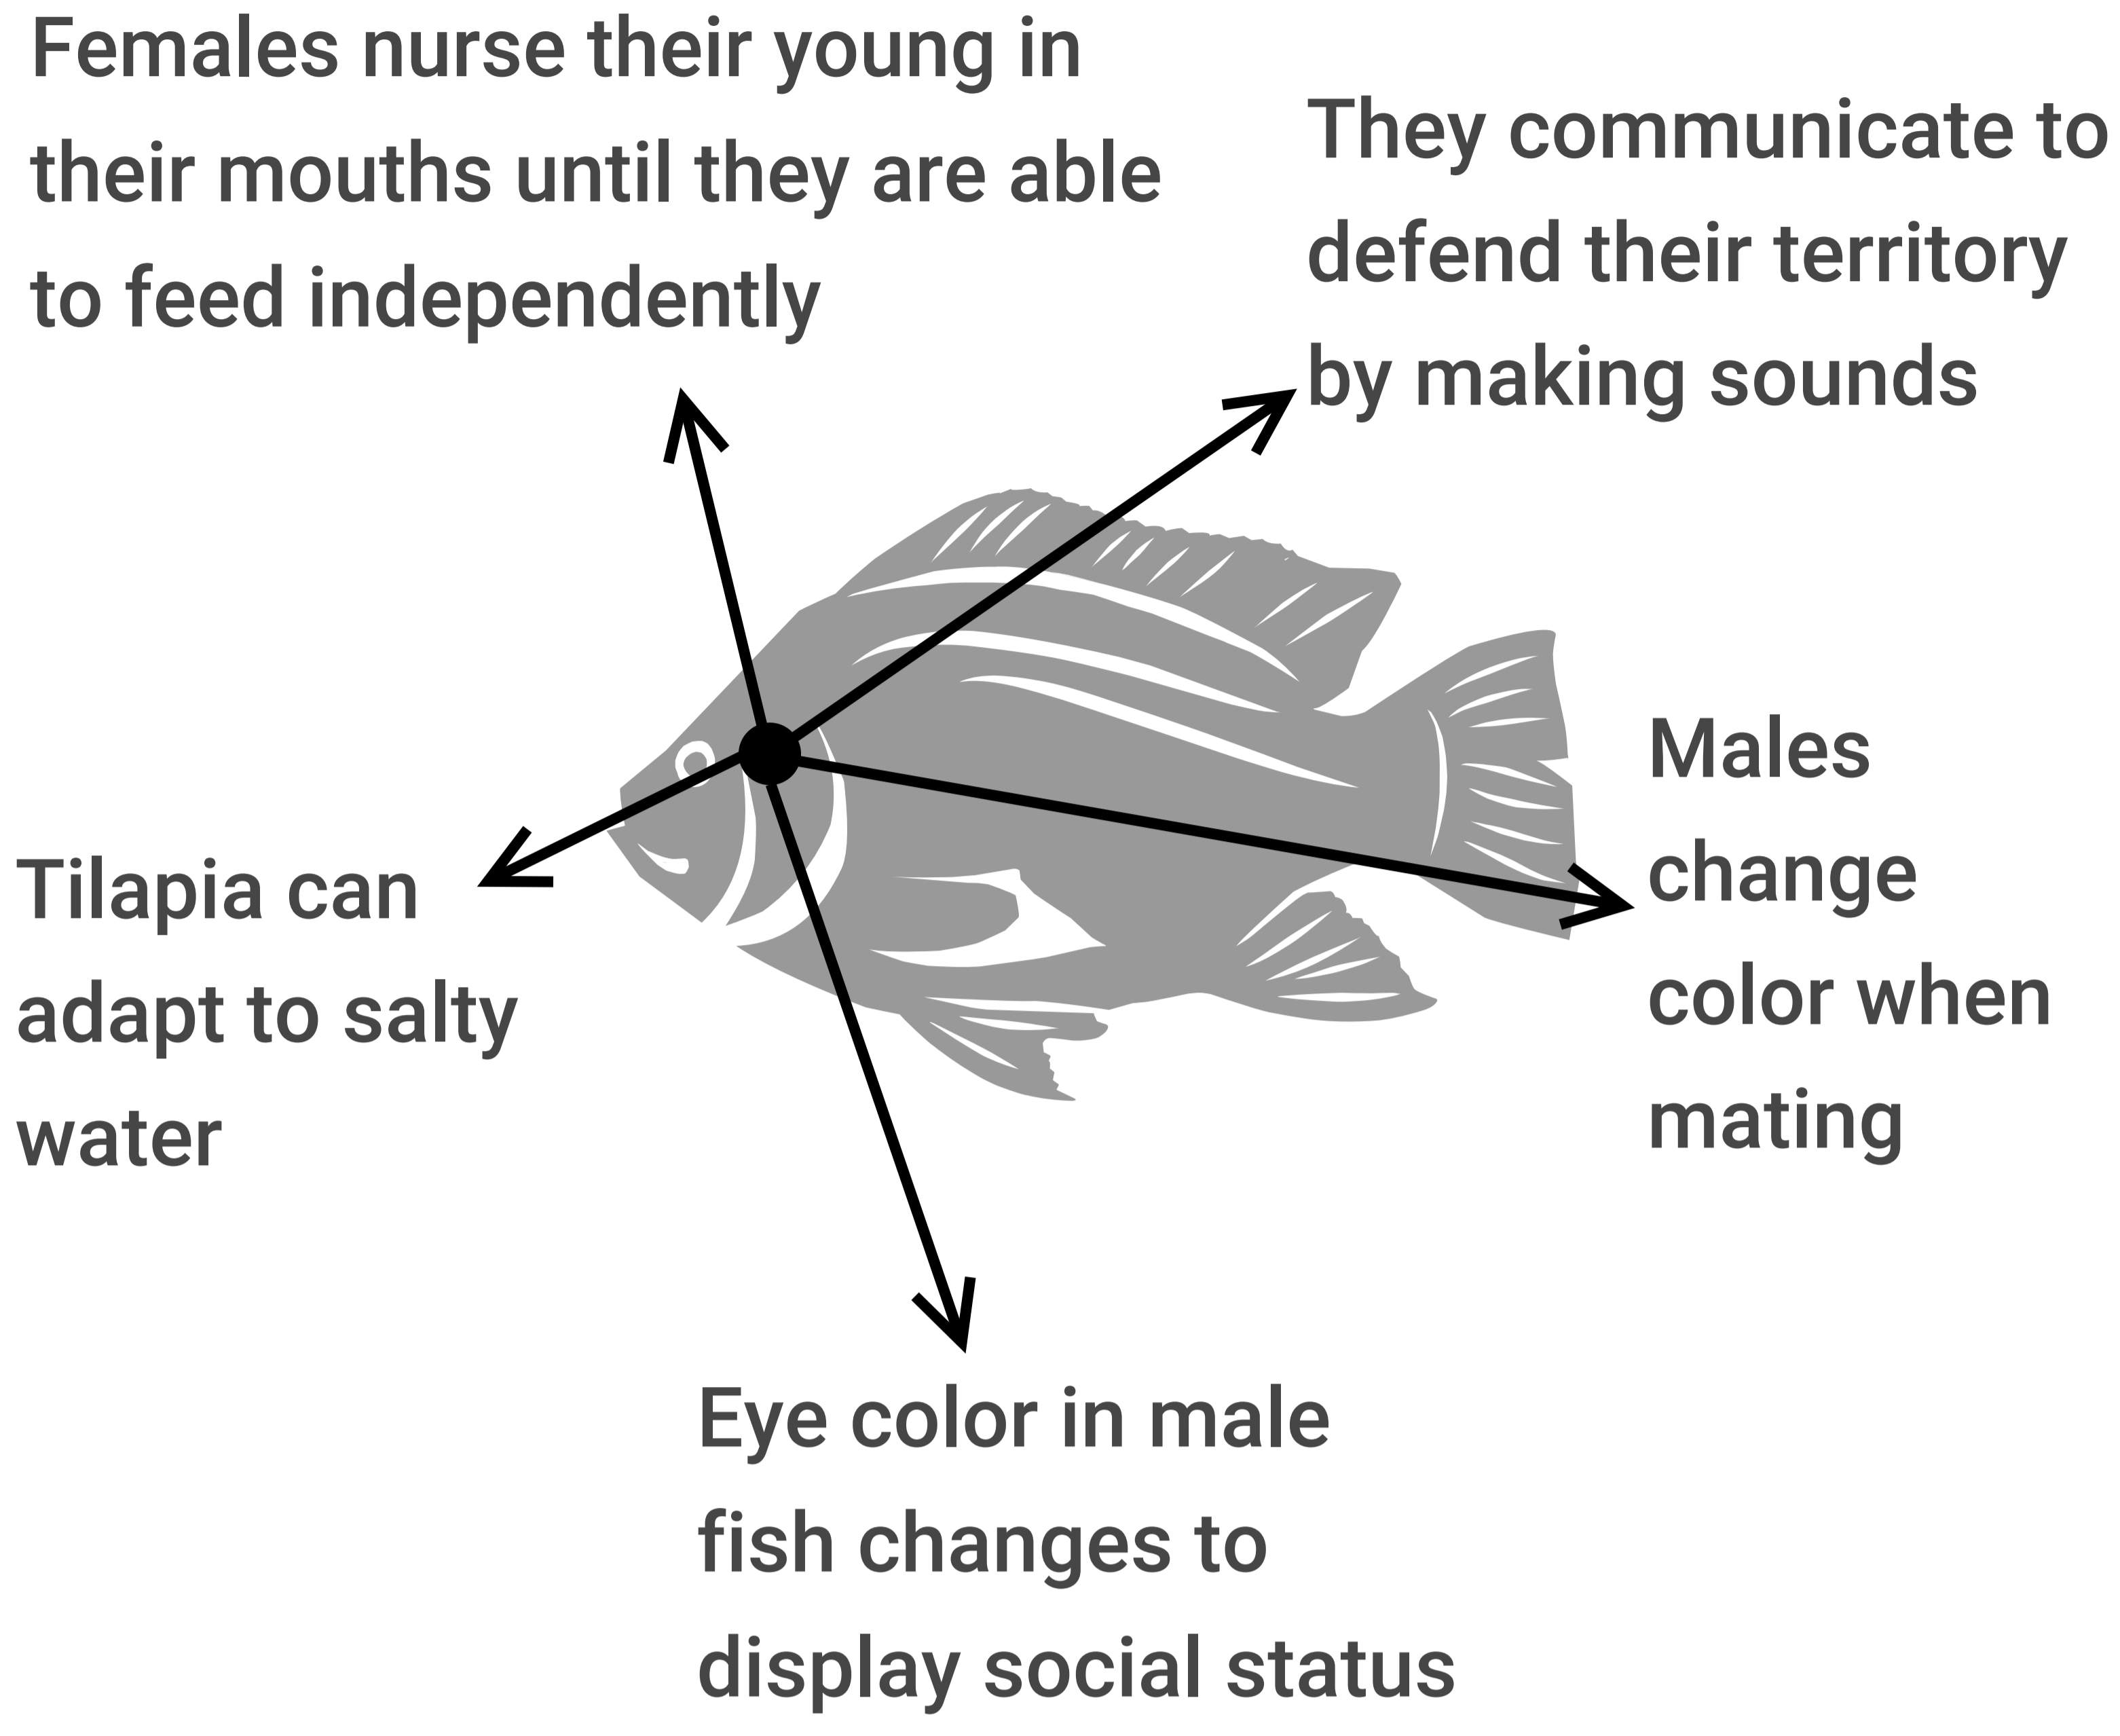 Females nurse their young in
their mouths until they are able
to feed independently
They communicate to
defend their territory
by making sounds
Tilapia can
adapt to salty
water
Males
change
color when
mating
Eye color in male
fish changes to
display social status